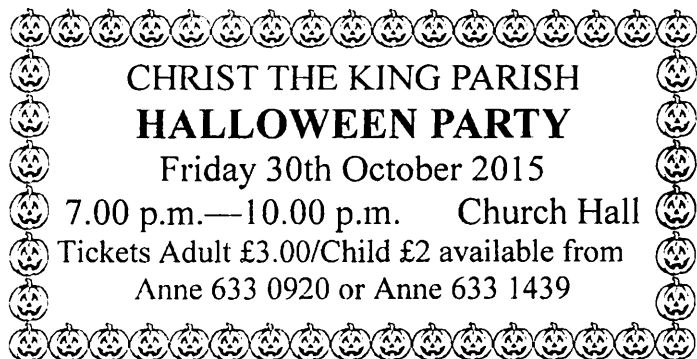 CHRIST THE KING PARISH
HALLOWEEN PARTY
Friday 30th October 2015
7.00 p.m.—10.00 p.m. Church Hall
Tickets Adult £3.00/Child £2 available from
Anne 633 0920 or Anne 633 1439